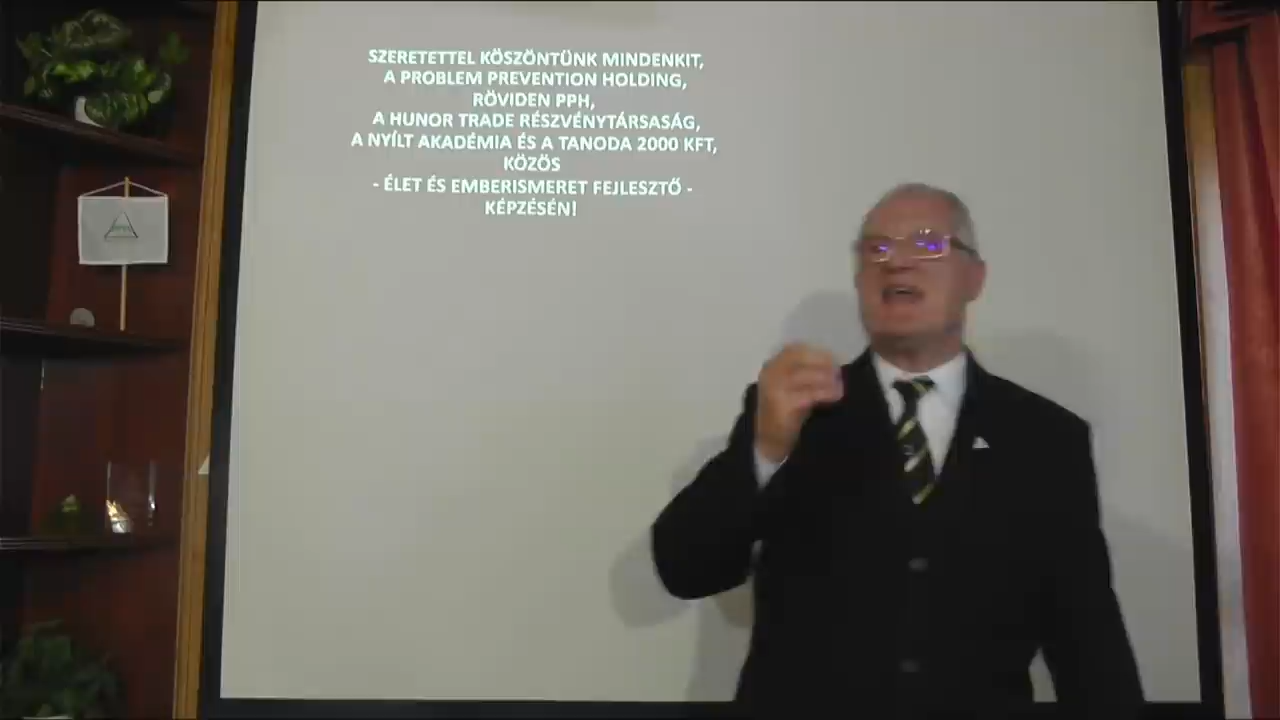 SZERETETTEL KÖSZÖNTÜNK MINDENKIT,
A PROBLEM PREVENTION HOLDING,
RÖVIDEN PPH,
A HUNOR TRADE RÉSZVÉNYTÁRSASÁG,
A NYÍLT AKADÉMIA ÉS A TANODA 2000 KFT,
KÖZÖS
- ÉLET ÉS EMBERISMERET FEJLESZTŐ -
KÉPZÉSÉN!